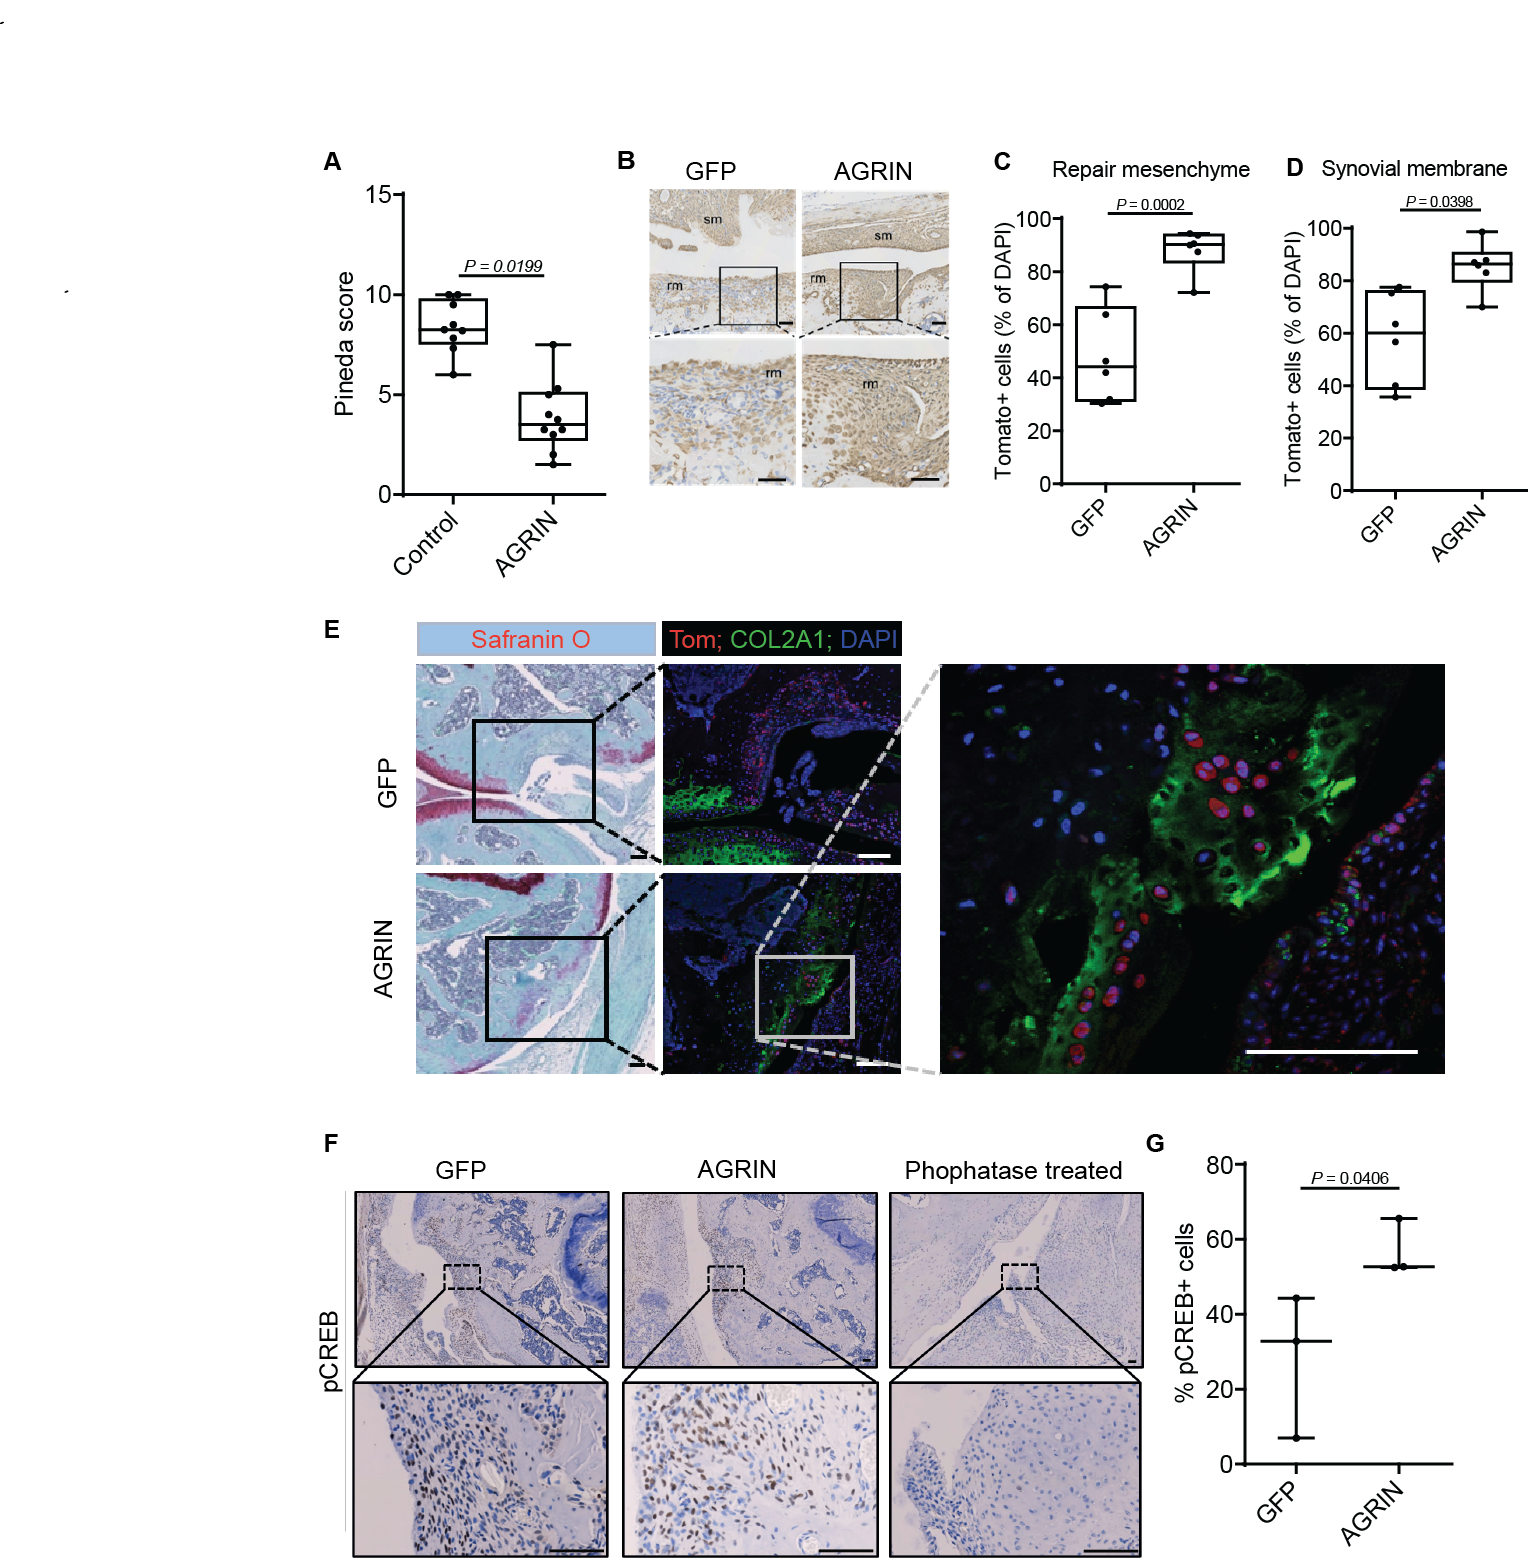 A
15
10
5
0
Pineda score
P = 0.0199
Control
AGRIN
B
GFP
AGRIN
sm
sm
rm
rm
rm
rm
C
Repair mesenchyme
P = 0.0002
Tomato+ cells (% of DAPI)
100
80
60
40
20
0
GFP
AGRIN
D
Synovial membrane
P = 0.0398
Tomato+ cells (% of DAPI)
100
80
60
40
20
0
GFP
AGRIN
E
Safranin O
Tom; COL2A1; DAPI
GFP
AGRIN
F
GFP
AGRIN
Phophatase treated
pCREB
G
P = 0.0406
% pCREB+ cells
80
60
40
20
0
GFP
AGRIN